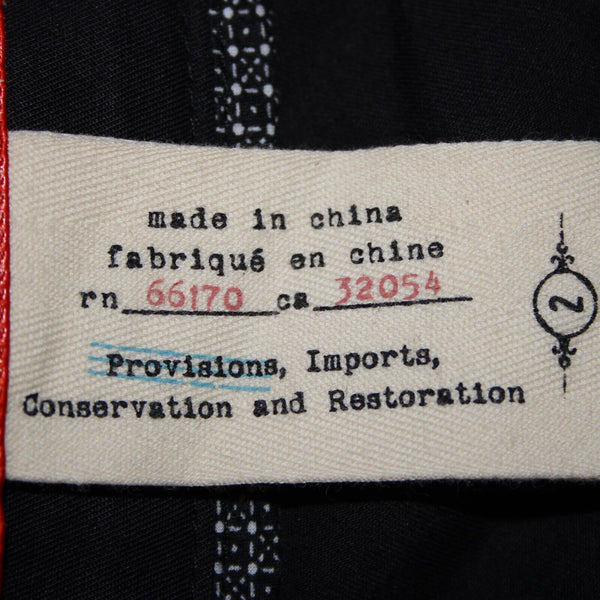 made in china
fabriqué en chine
rn 66170 ca 32054
Provisions, Imports,
Conservation and Restoration
2